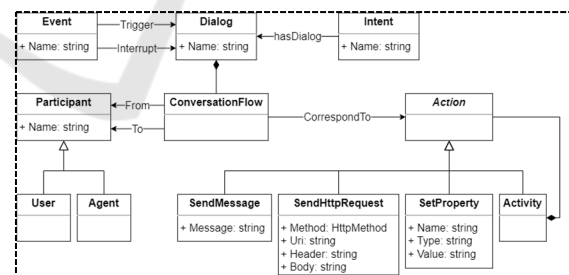 Event
+ Name: string
Trigger
Interrupt
Dialog
+ Name: string
hasDialog
Intent
+ Name: string
Participant
+ Name: string
From
To
ConversationFlow
CorrespondTo
Action
User
Agent
SendMessage
+ Message: string
SendHttpRequest
+ Method: HttpMethod
+ Uri: string
+ Header: string
+ Body: string
SetProperty
+ Name: string
+ Type: string
+ Value: string
Activity